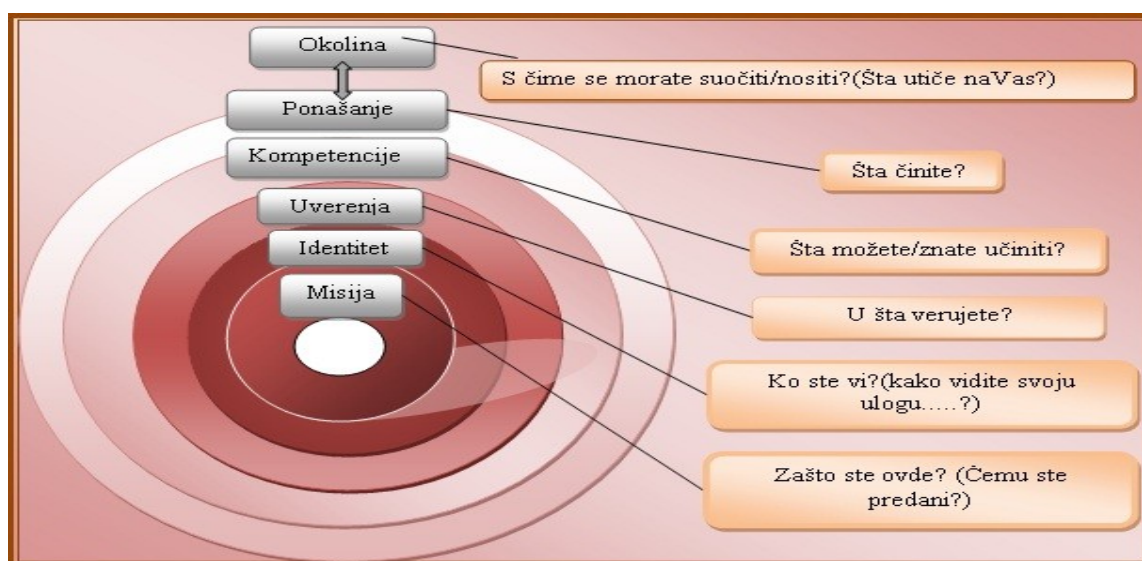 Okolina
S čime se morate suočiti/nositi?(Šta utiče naVas?)
Ponašanje
Šta činite?
Kompetencije
Šta možete/znate učiniti?
Uverenja
U šta verujete?
Identitet
Ko ste vi?(kako vidite svoju
ulogu.....?)
Misija
Zašto ste ovde? (Čemu ste
predani?)